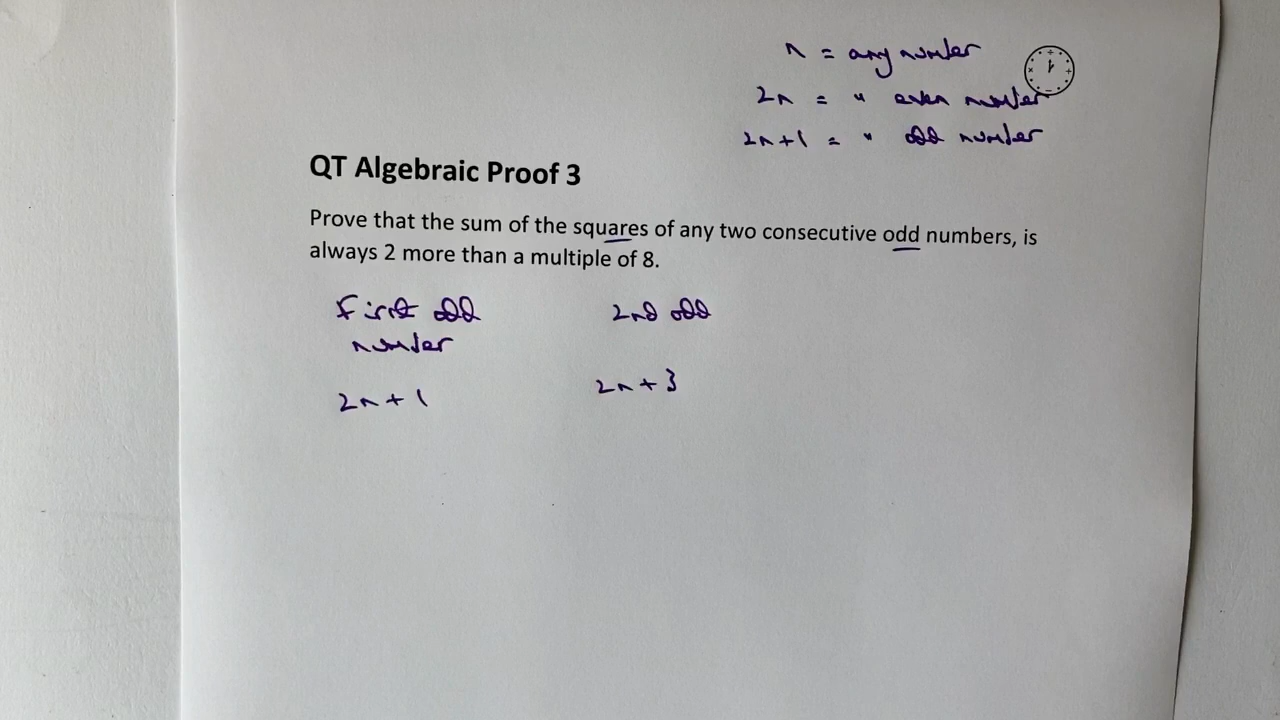 n = any number
2n = " even number
2n+1 = " odd number
QT Algebraic Proof 3
Prove that the sum of the squares of any two consecutive odd numbers, is
always 2 more than a multiple of 8.
First odd 2nd odd
number
2n+1 2n+3